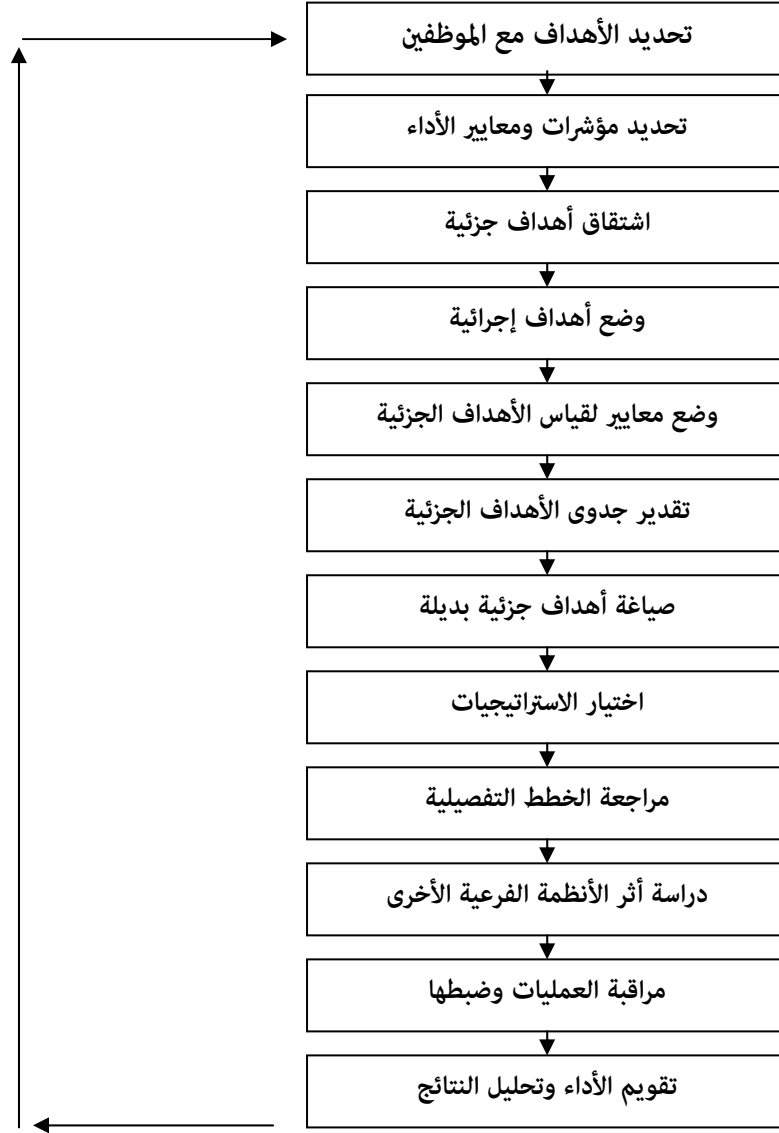 تحديد الأهداف مع الموظفين
تحديد مؤشرات ومعايير الأداء
اشتقاق أهداف جزئية
وضع أهداف إجرائية
وضع معايير لقياس الأهداف الجزئية
تقدير جدوى الأهداف الجزئية
صياغة أهداف جزئية بديلة
اختيار الاستراتيجيات
مراجعة الخطط التفصيلية
دراسة أثر الأنظمة الفرعية الأخرى
مراقبة العمليات وضبطها
تقويم الأداء وتحليل النتائج